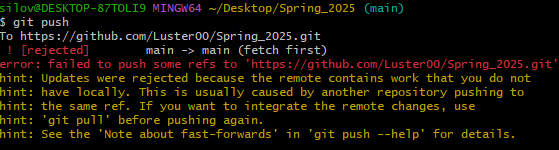 silov@DESKTOP-87TOLI9 MINGW64 ~/Desktop/Spring_2025 (main)
$ git push
To https://github.com/LusterOO/Spring_2025.git
 ! [rejected]        main -> main (fetch first)
error: failed to push some refs to 'https://github.com/LusterOO/Spring_2025.git'
hint: Updates were rejected because the remote contains work that you do not
hint: have locally. This is usually caused by another repository pushing to
hint: the same ref. If you want to integrate the remote changes, use
hint: 'git pull' before pushing again.
hint: See the 'Note about fast-forwards' in 'git push --help' for details.